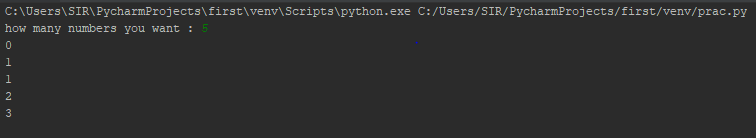 C:\Users\SIR\PycharmProjects\first\venv\Scripts\python.exe C:/Users/SIR/PycharmProjects/first/venv/prac.py
how many numbers you want : 5
0
1
1
2
3